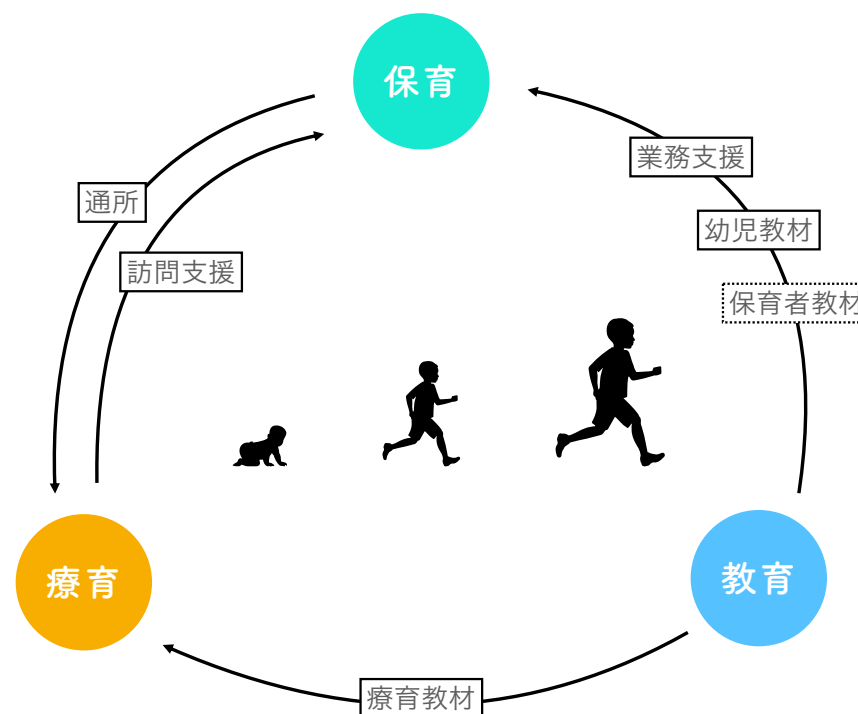 保育
業務支援
通所
幼児教材
訪問支援
保育者教材
療育
教育
療育教材